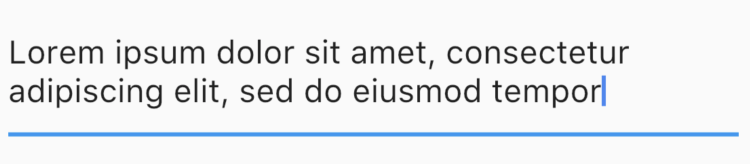 Lorem ipsum dolor sit amet, consectetur
adipiscing elit, sed do eiusmod tempor